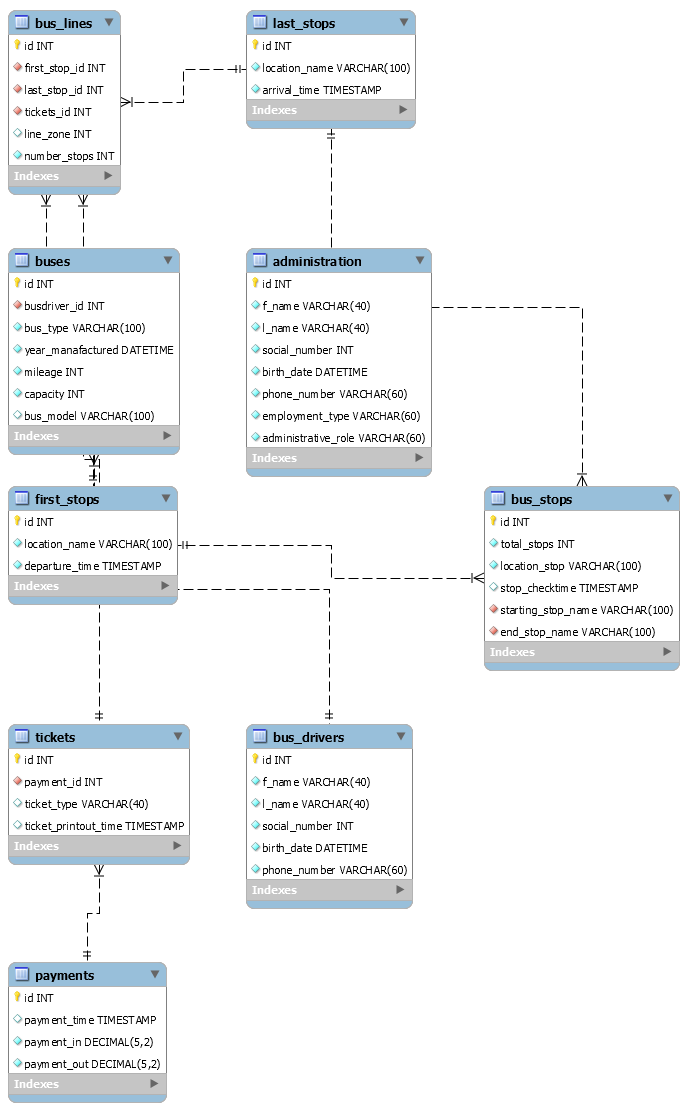 bus_lines
id INT
first_stop_id INT
last_stop_id INT
tickets_id INT
line_zone INT
number_stops INT
Indexes
last_stops
id INT
location_name VARCHAR(100)
arrival_time TIMESTAMP
Indexes
buses
id INT
busdriver_id INT
bus_type VARCHAR(100)
year_manafactured DATETIME
mileage INT
capacity INT
bus_model VARCHAR(100)
Indexes
administration
id INT
f_name VARCHAR(40)
l_name VARCHAR(40)
social_number INT
birth_date DATETIME
phone_number VARCHAR(60)
employment_type VARCHAR(60)
administrative_role VARCHAR(60)
Indexes
first_stops
id INT
location_name VARCHAR(100)
departure_time TIMESTAMP
Indexes
bus_stops
id INT
total_stops INT
location_stop VARCHAR(100)
stop_checktime TIMESTAMP
starting_stop_name VARCHAR(100)
end_stop_name VARCHAR(100)
Indexes
tickets
id INT
payment_id INT
ticket_type VARCHAR(40)
ticket_printout_time TIMESTAMP
Indexes
bus_drivers
id INT
f_name VARCHAR(40)
l_name VARCHAR(40)
social_number INT
birth_date DATETIME
phone_number VARCHAR(60)
Indexes
payments
id INT
payment_time TIMESTAMP
payment_in DECIMAL(5,2)
payment_out DECIMAL(5,2)
Indexes